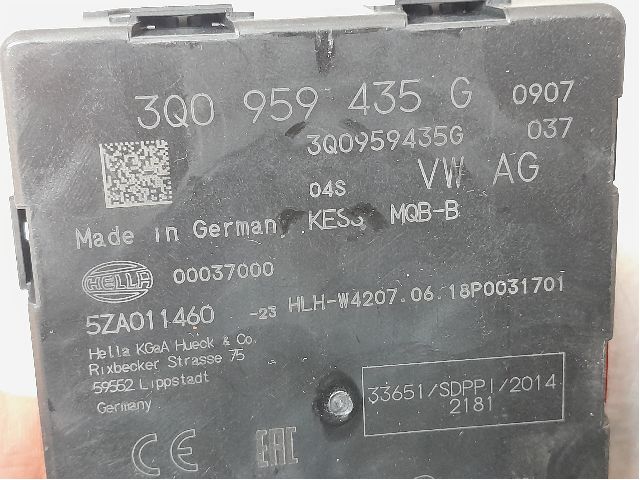 3Q0 959 435 G 0907
3Q0959435G 037
04S VW AG
Made in Germany KESS MQB-B
HELLA 00037000
5ZA011460 -23 HLH-W4207.06.18P0031701
Hella KGaA Hueck & Co.
Rixbecker Strasse 75
59552 Lippstadt
Germany
33651/SDPPI/2014
2181
CE EAC